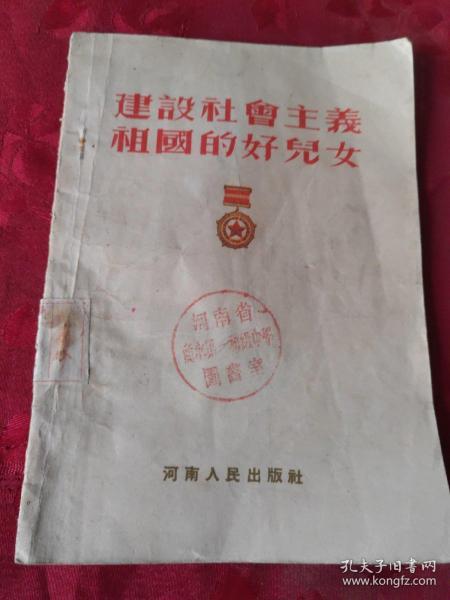 建設社會主義
祖國的好兒女
河南省
圖書室
河南人民出版社
孔夫子旧书网
www.kongfz.com